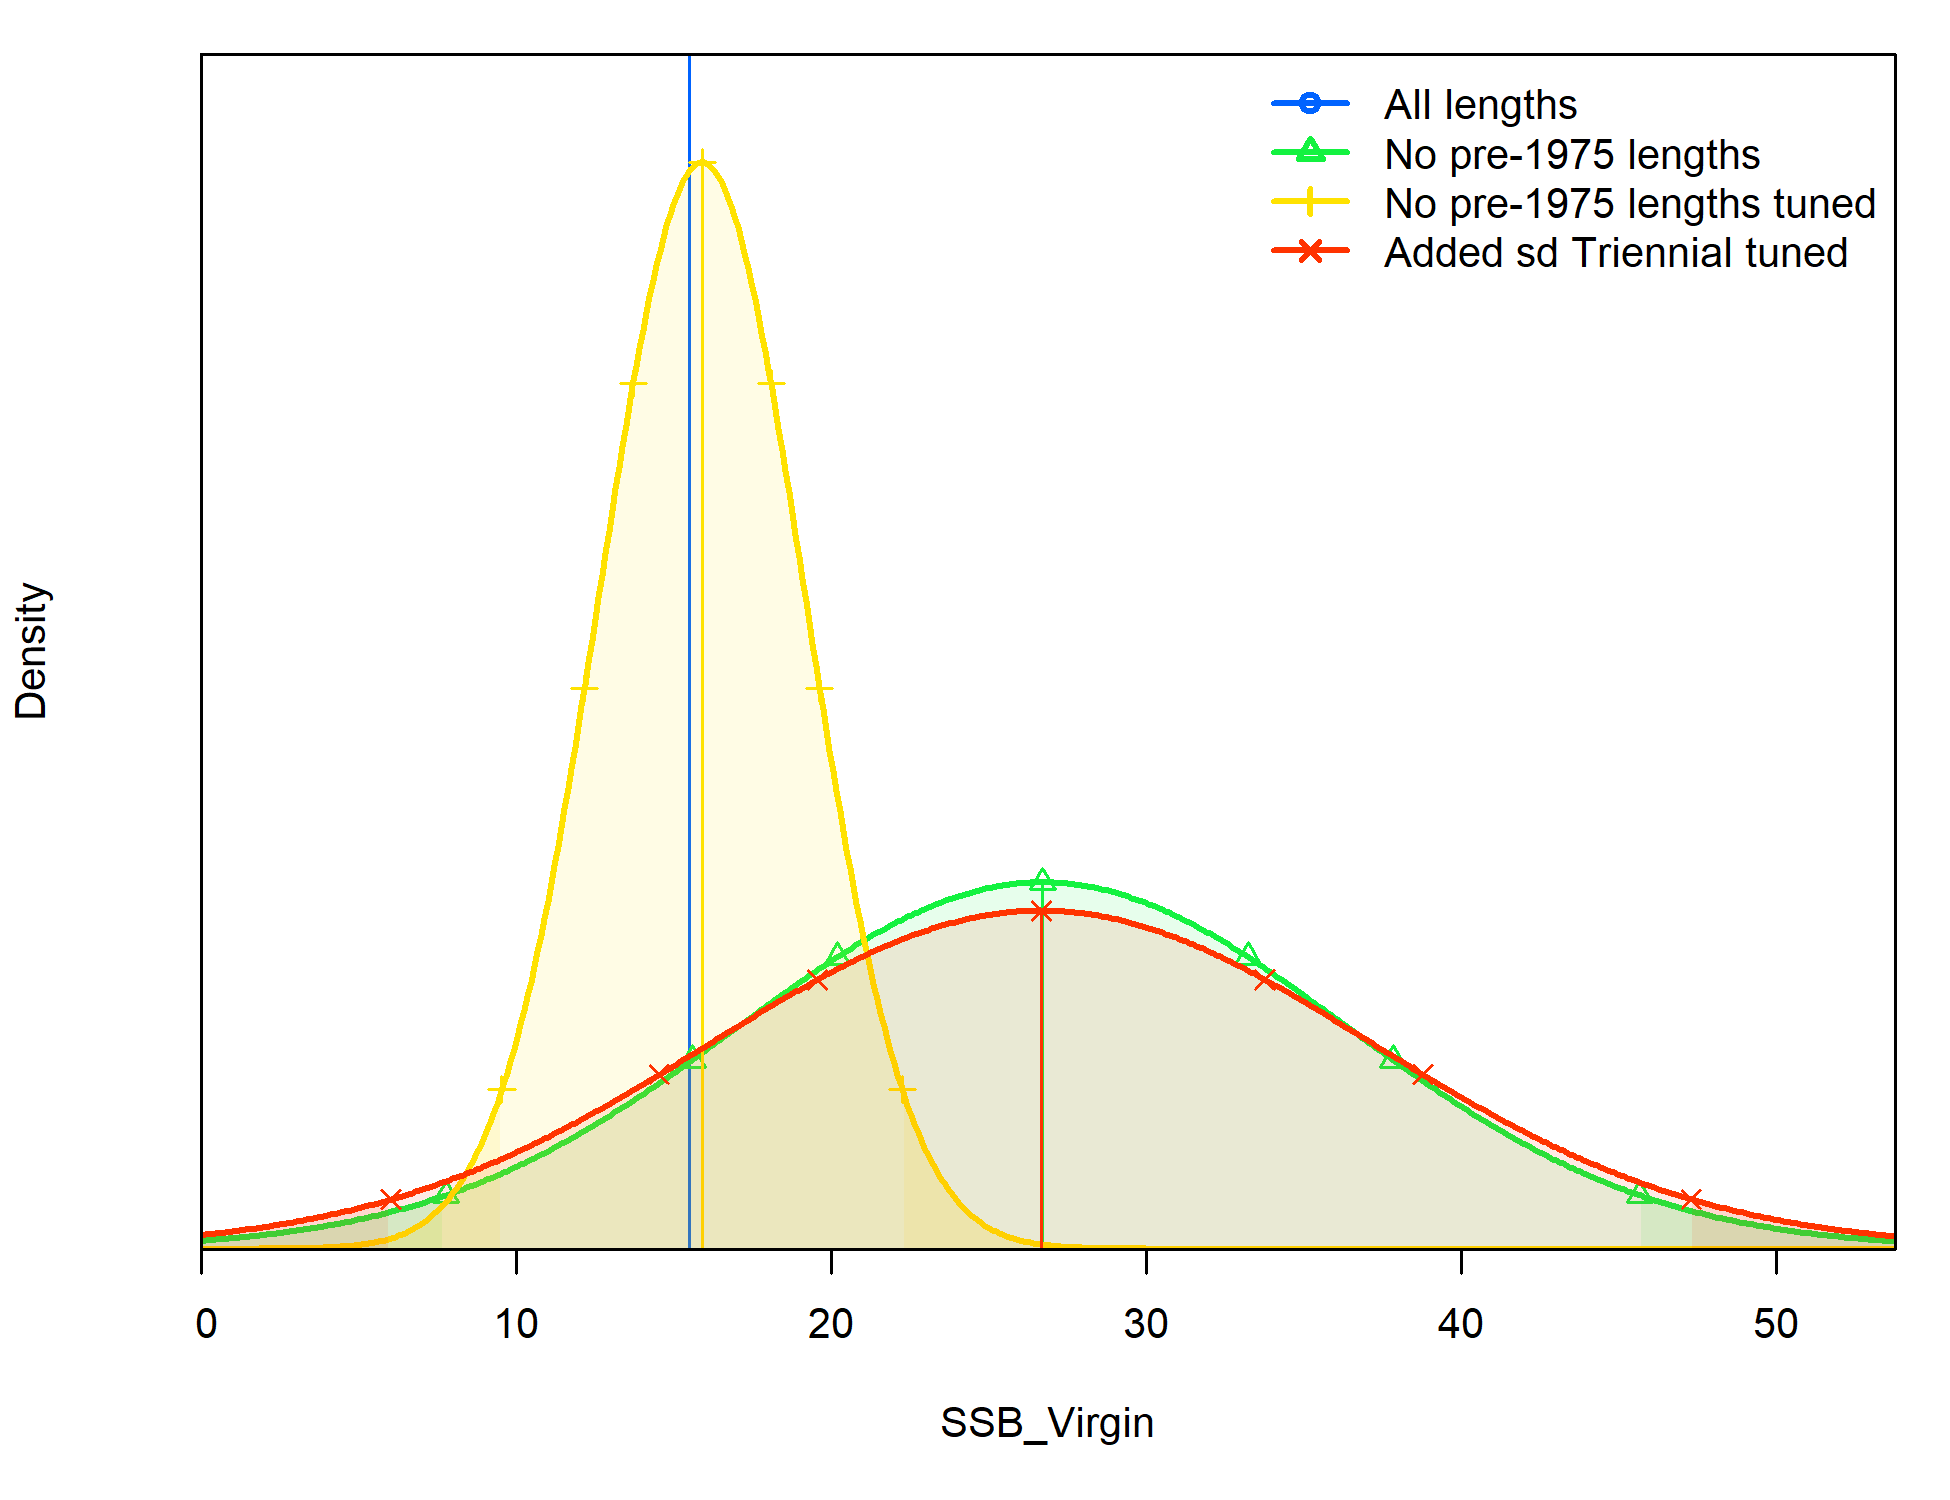 All lengths
No pre-1975 lengths
No pre-1975 lengths tuned
Added sd Triennial tuned
Density
0 10 20 30 40 50
SSB_Virgin